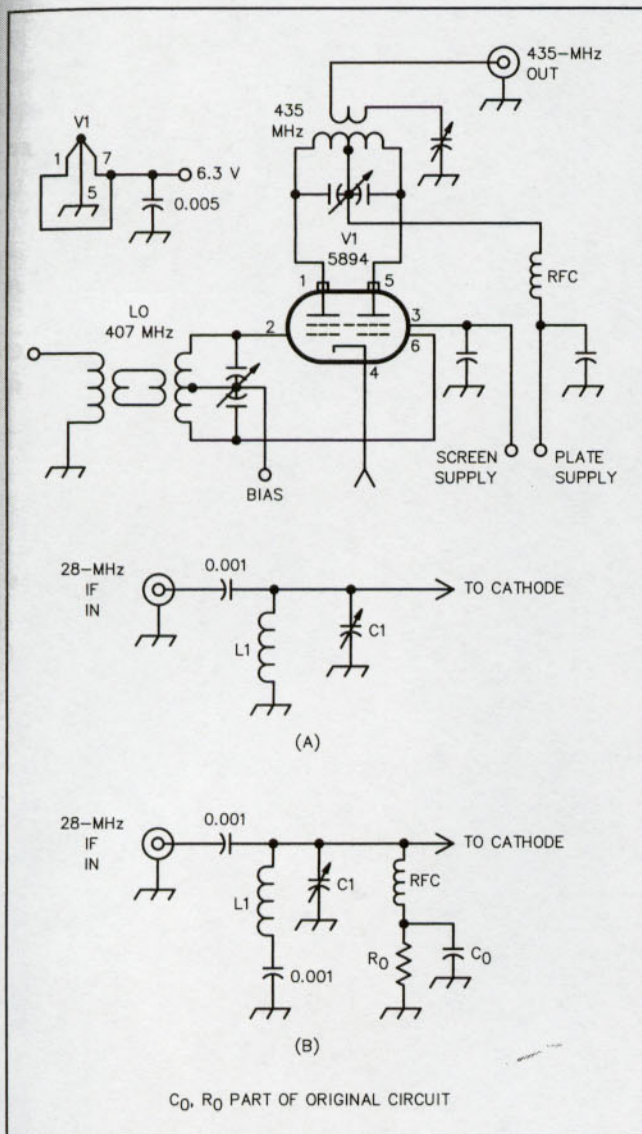 435-MHz
OUT
435
MHz
V1
1
7
5
6.3 V
0.005
V1
5894
1
5
RFC
LO
407 MHz
2
3
6
4
BIAS
SCREEN
SUPPLY
PLATE
SUPPLY
28-MHz
IF
IN
0.001
TO CATHODE
L1
C1
(A)
28-MHz
IF
IN
0.001
TO CATHODE
L1
C1
RFC
0.001
R0
C0
(B)
C0, R0 PART OF ORIGINAL CIRCUIT